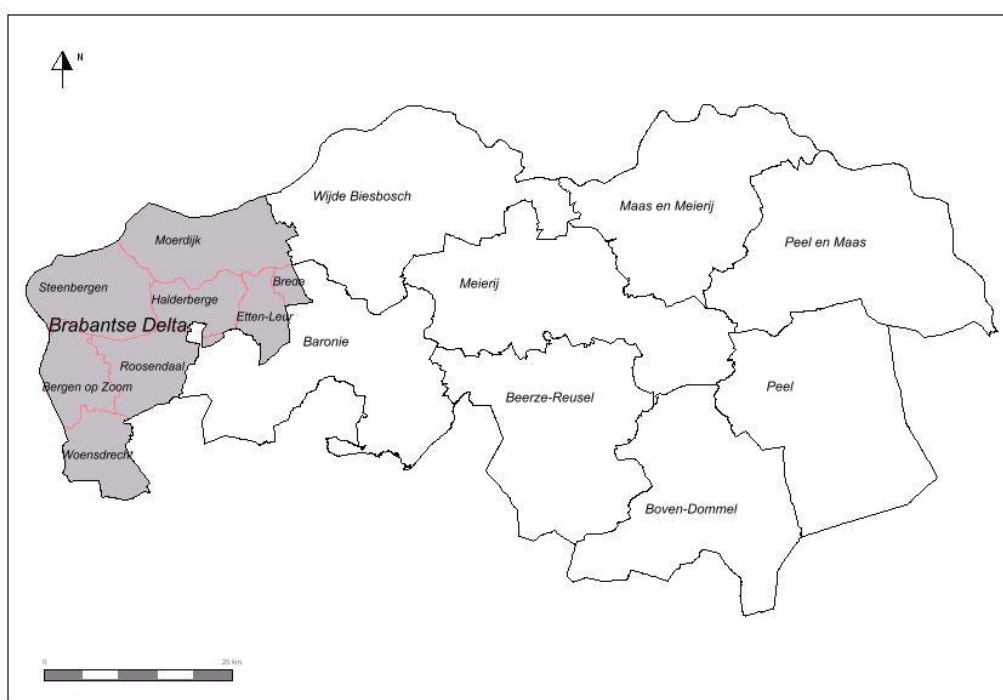 N
Wijde Biesbosch
Maas en Meierij
Moerdijk
Peel en Maas
Steenbergen
Halderberge
Breda
Meierij
Etten-Leur
Brabantse Delta
Baronie
Roosendaal
Bergen op Zoom
Peel
Beerze-Reusel
Woensdrecht
Boven-Dommel
0 25 km